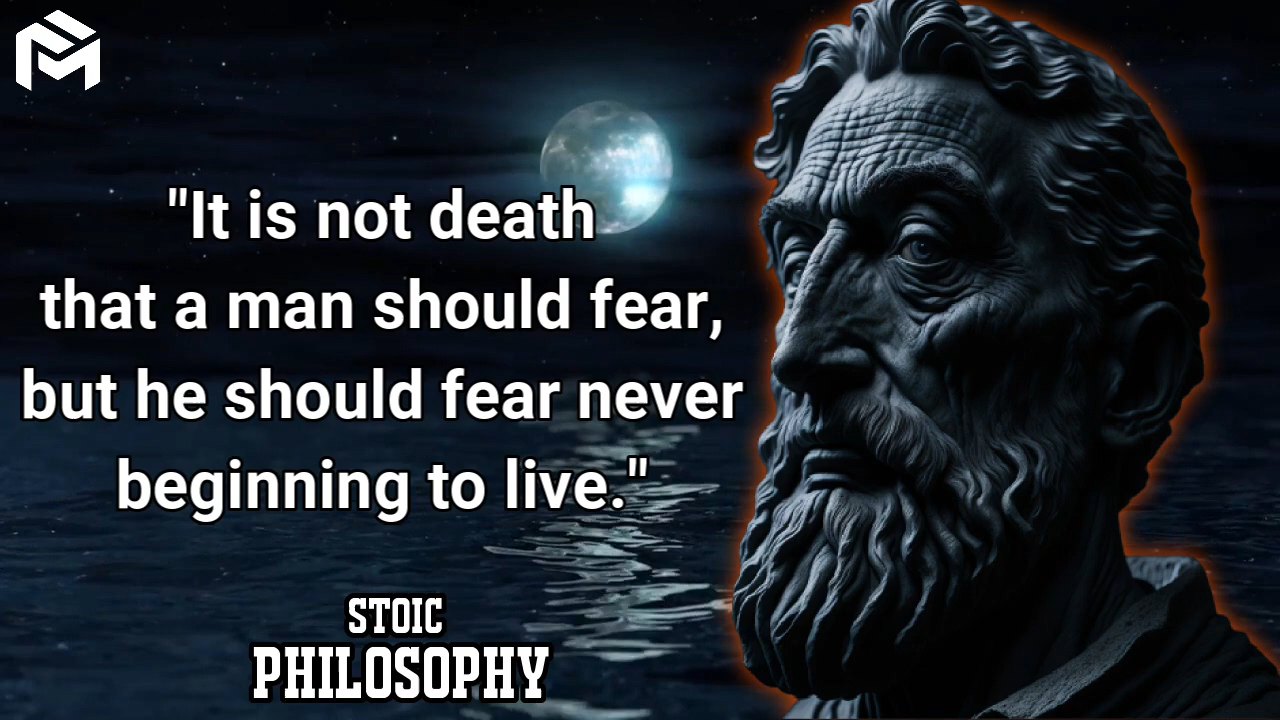 "It is not death
that a man should fear,
but he should fear never
beginning to live."
STOIC
PHILOSOPHY